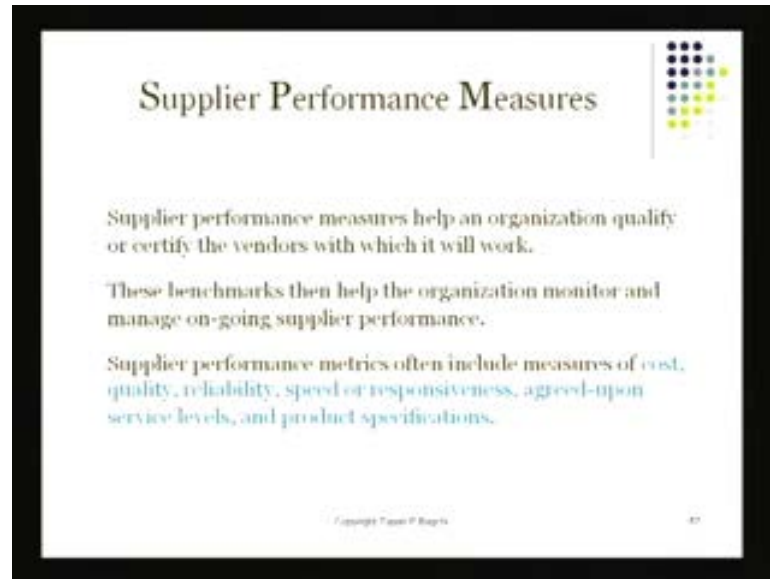 Supplier Performance Measures
Supplier performance measures help an organization qualify
or certify the vendors with which it will work.
These benchmarks then help the organization monitor and
manage on-going supplier performance.
Supplier performance metrics often include measures of cost,
quality, reliability, speed or responsiveness, agreed-upon
service levels, and product specifications.
Copyright